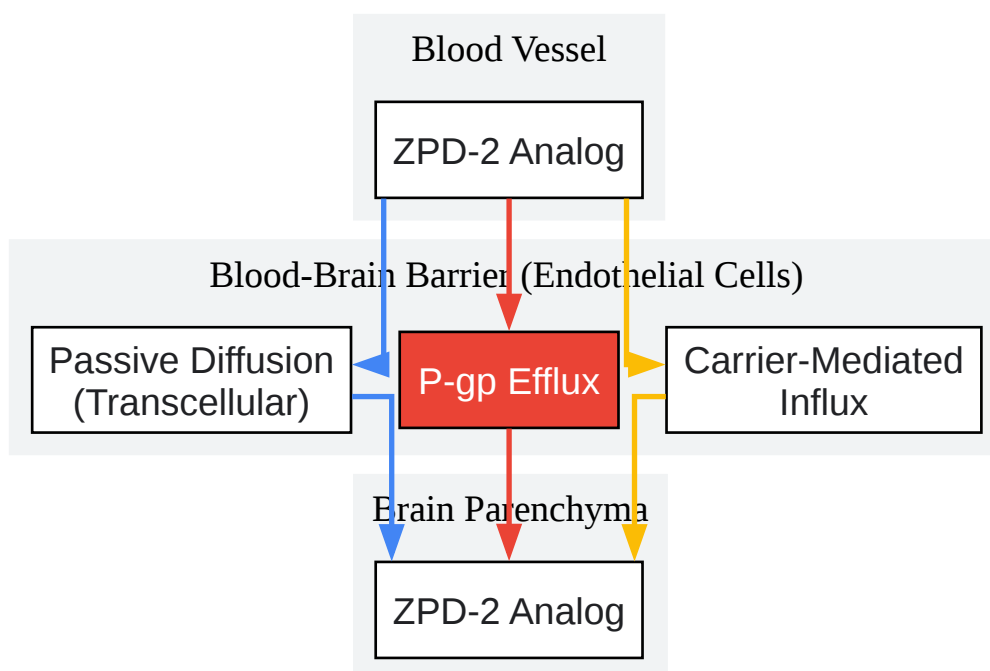 Blood Vessel
ZPD-2 Analog
Blood-Brain Barrier (Endothelial Cells)
Passive Diffusion
(Transcellular)
P-gp Efflux
Carrier-Mediated
Influx
Brain Parenchyma
ZPD-2 Analog